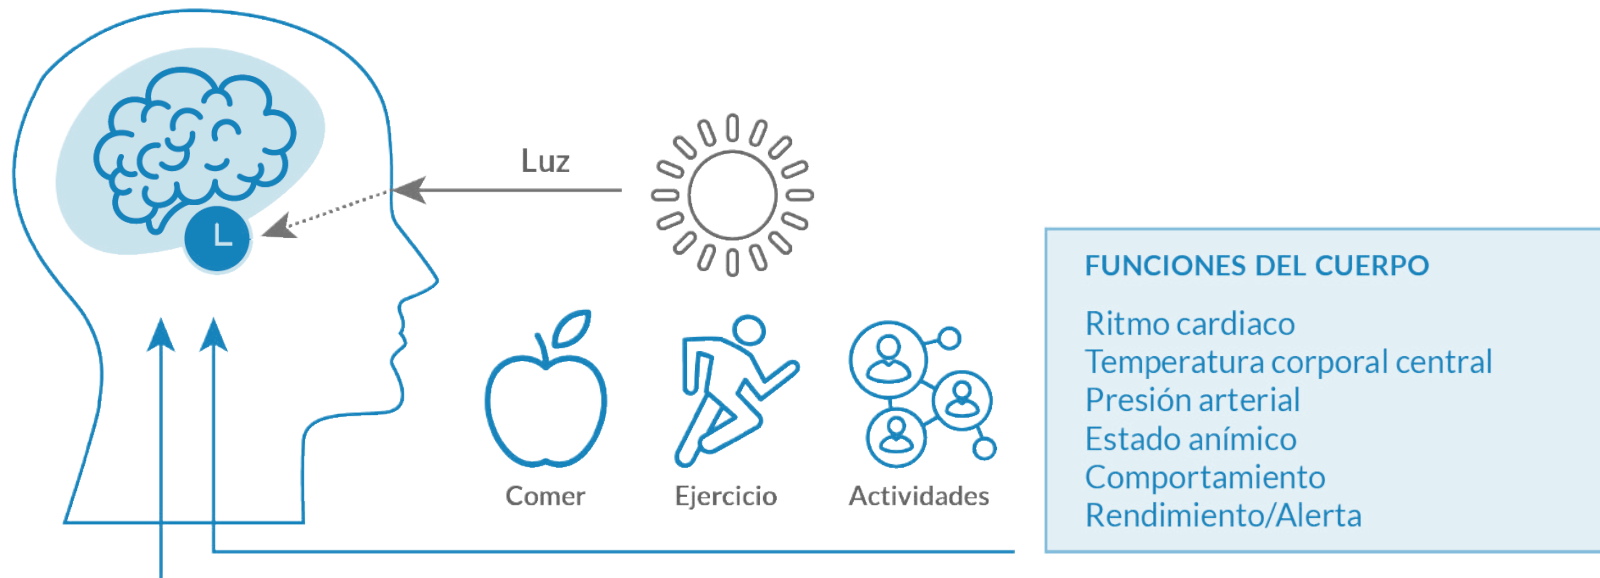 Luz
Comer
Ejercicio
Actividades
FUNCIONES DEL CUERPO
Ritmo cardiaco
Temperatura corporal central
Presión arterial
Estado anímico
Comportamiento
Rendimiento/Alerta